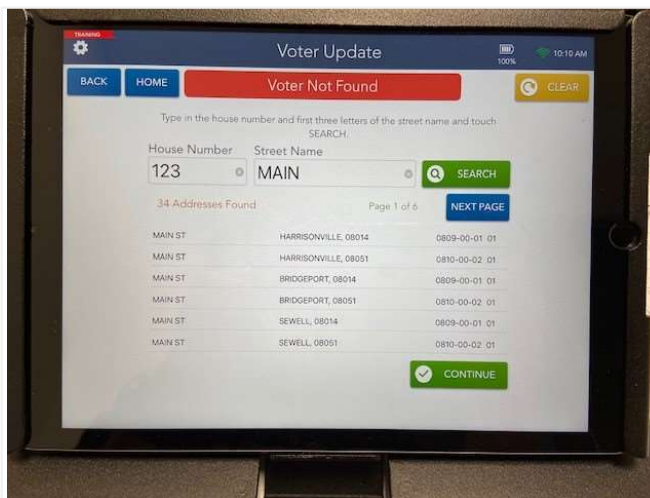 TRAINING
Voter Update
100%
10:10 AM
BACK
HOME
Voter Not Found
CLEAR
Type in the house number and first three letters of the street name and touch
SEARCH.
House Number Street Name
123 MAIN SEARCH
34 Addresses Found Page 1 of 6 NEXT PAGE
MAIN ST HARRISONVILLE, 08014 0809-00-01 01
MAIN ST HARRISONVILLE, 08051 0810-00-02 01
MAIN ST BRIDGEPORT, 08014 0809-00-01 01
MAIN ST BRIDGEPORT, 08051 0810-00-02 01
MAIN ST SEWELL, 08014 0809-00-01 01
MAIN ST SEWELL, 08051 0810-00-02 01
CONTINUE